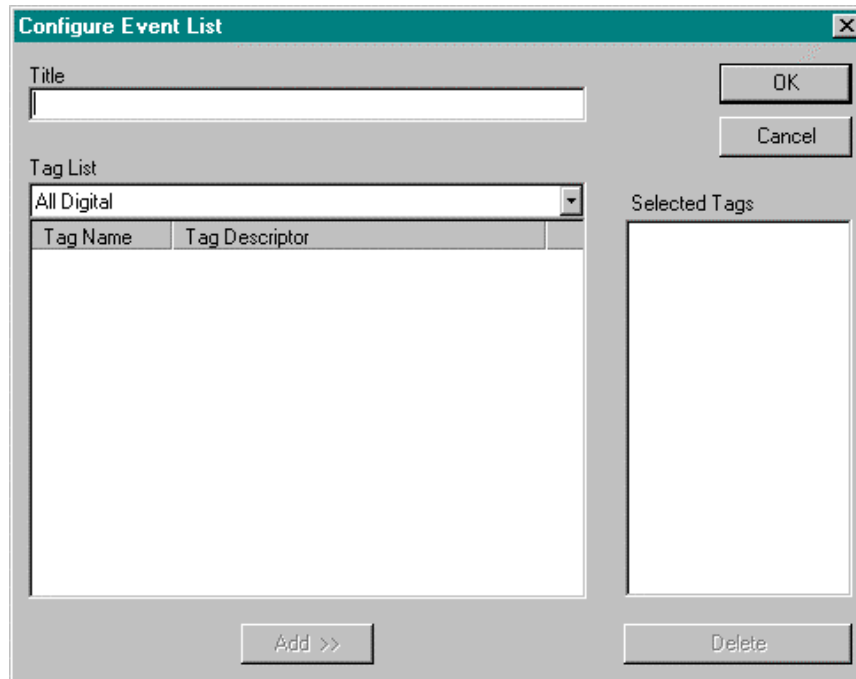 Configure Event List
Title
OK
Cancel
Tag List
All Digital
Selected Tags
Tag Name Tag Descriptor
Add >>
Delete